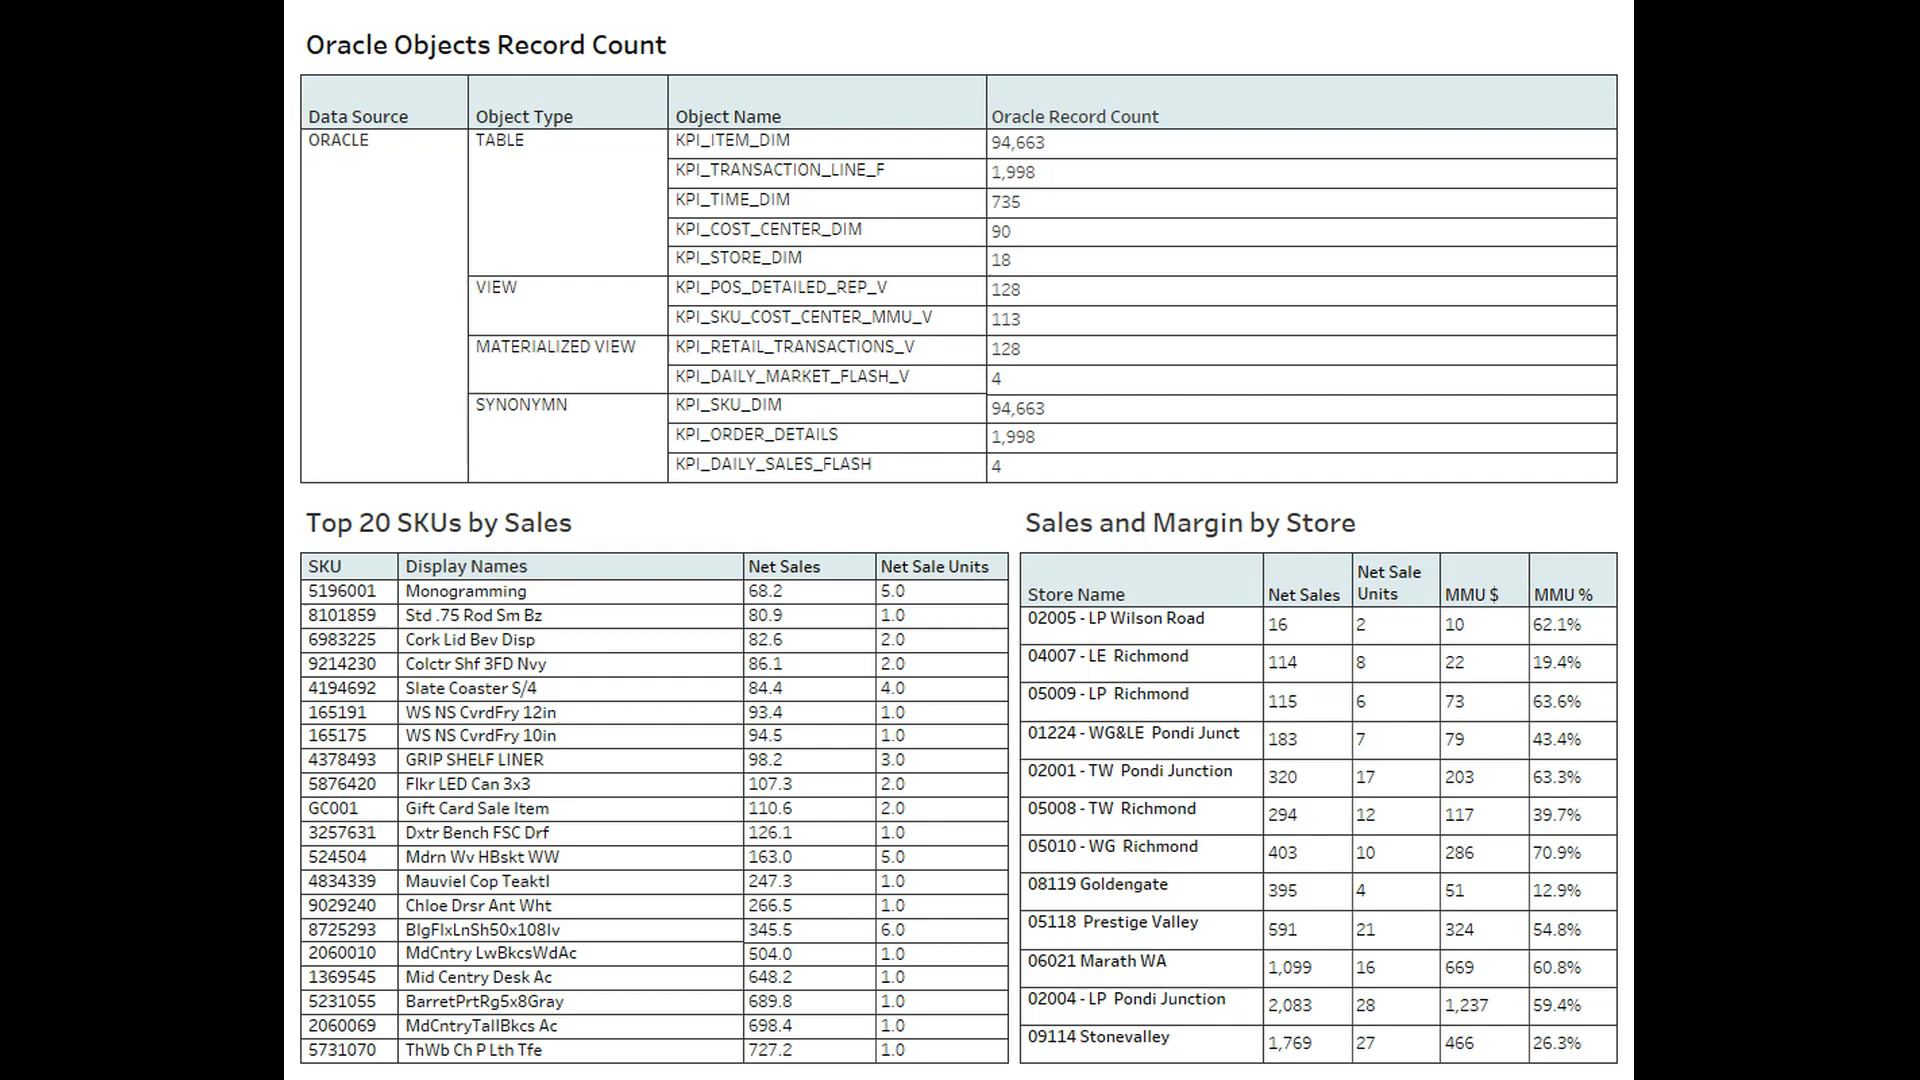 Oracle Objects Record Count
Data Source Object Type Object Name Oracle Record Count
ORACLE TABLE KPI_ITEM_DIM 94,663
KPI_TRANSACTION_LINE_F 1,998
KPI_TIME_DIM 735
KPI_COST_CENTER_DIM 90
KPI_STORE_DIM 18
VIEW KPI_POS_DETAILED_REP_V 128
KPI_SKU_COST_CENTER_MMU_V 113
MATERIALIZED VIEW KPI_RETAIL_TRANSACTIONS_V 128
KPI_DAILY_MARKET_FLASH_V 4
SYNONYMN KPI_SKU_DIM 94,663
KPI_ORDER_DETAILS 1,998
KPI_DAILY_SALES_FLASH 4
Top 20 SKUs by Sales
SKU Display Names Net Sales Net Sale Units
5196001 Monogramming 68.2 5.0
8101859 Std .75 Rod Sm Bz 80.9 1.0
6983225 Cork Lid Bev Disp 82.6 2.0
9214230 Colctr Shf 3FD Nvy 86.1 2.0
4194692 Slate Coaster S/4 84.4 4.0
165191 WS NS CvrdFry 12in 93.4 1.0
165175 WS NS CvrdFry 10in 94.5 1.0
4378493 GRIP SHELF LINER 98.2 3.0
5876420 Flkr LED Can 3x3 107.3 2.0
GC001 Gift Card Sale Item 110.6 2.0
3257631 Dxtr Bench FSC Drf 126.1 1.0
524504 Mdrn Wv HBskt WW 163.0 5.0
4834339 Mauviel Cop Teaktl 247.3 1.0
9029240 Chloe Drsr Ant Wht 266.5 1.0
8725293 BlgFlxLnSh50x108Iv 345.5 6.0
2060010 MdCntry LwBkcsWdAc 504.0 1.0
1369545 Mid Centry Desk Ac 648.2 1.0
5231055 BarretPrtRg5x8Gray 689.8 1.0
2060069 MdCntryTallBkcs Ac 698.4 1.0
5731070 ThWb Ch P Lth Tfe 727.2 1.0
Sales and Margin by Store
Store Name Net Sales Net Sale Units MMU $ MMU %
02005 - LP Wilson Road 16 2 10 62.1%
04007 - LE Richmond 114 8 22 19.4%
05009 - LP Richmond 115 6 73 63.6%
01224 - WG&LE Pondi Junct 183 7 79 43.4%
02001 - TW Pondi Junction 320 17 203 63.3%
05008 - TW Richmond 294 12 117 39.7%
05010 - WG Richmond 403 10 286 70.9%
08119 Goldengate 395 4 51 12.9%
05118 Prestige Valley 591 21 324 54.8%
06021 Marath WA 1,099 16 669 60.8%
02004 - LP Pondi Junction 2,083 28 1,237 59.4%
09114 Stonevalley 1,769 27 466 26.3%